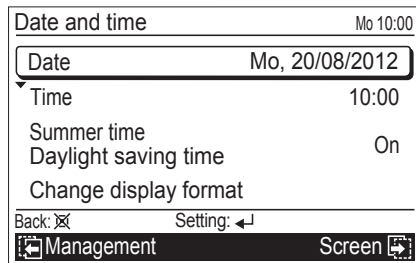 Date and time Mo 10:00
Date Mo, 20/08/2012
Time 10:00
Summer time
Daylight saving time On
Change display format
Back: Setting:
Management Screen